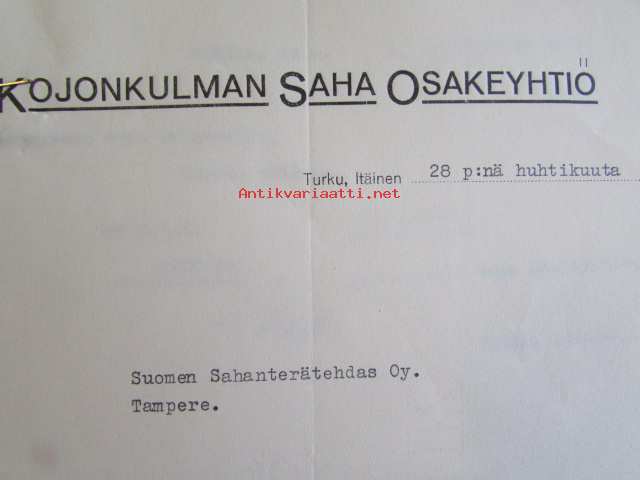 KOJONKULMAN SAHA OSAKEYHTIÖ
Turku, Itäinen 28 p:nä huhtikuuta
Antikvariaatti.net
Suomen Sahanterätehdas Oy.
Tampere.